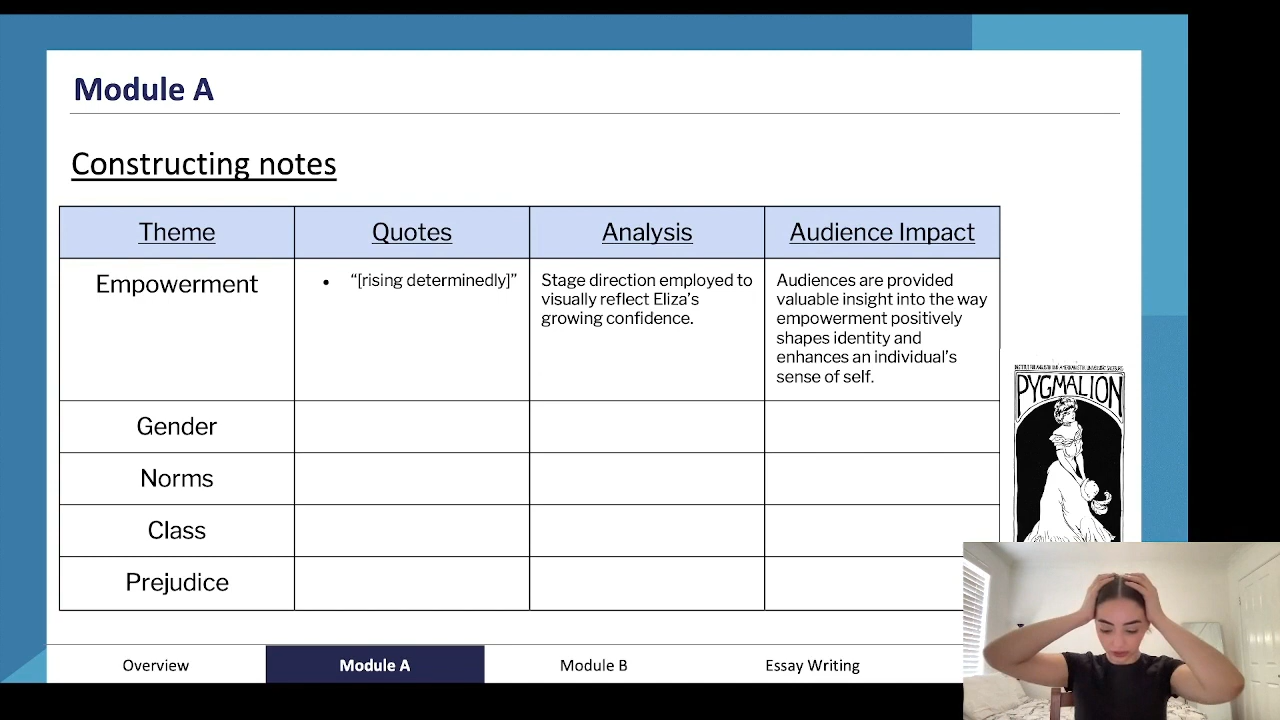 Module A
Constructing notes
Theme
Quotes
Analysis
Audience Impact
Empowerment
• “[rising determinedly]”
Stage direction employed to
visually reflect Eliza’s
growing confidence.
Audiences are provided
valuable insight into the way
empowerment positively
shapes identity and
enhances an individual’s
sense of self.
Gender
Norms
Class
Prejudice
PYGMALION
Overview
Module A
Module B
Essay Writing